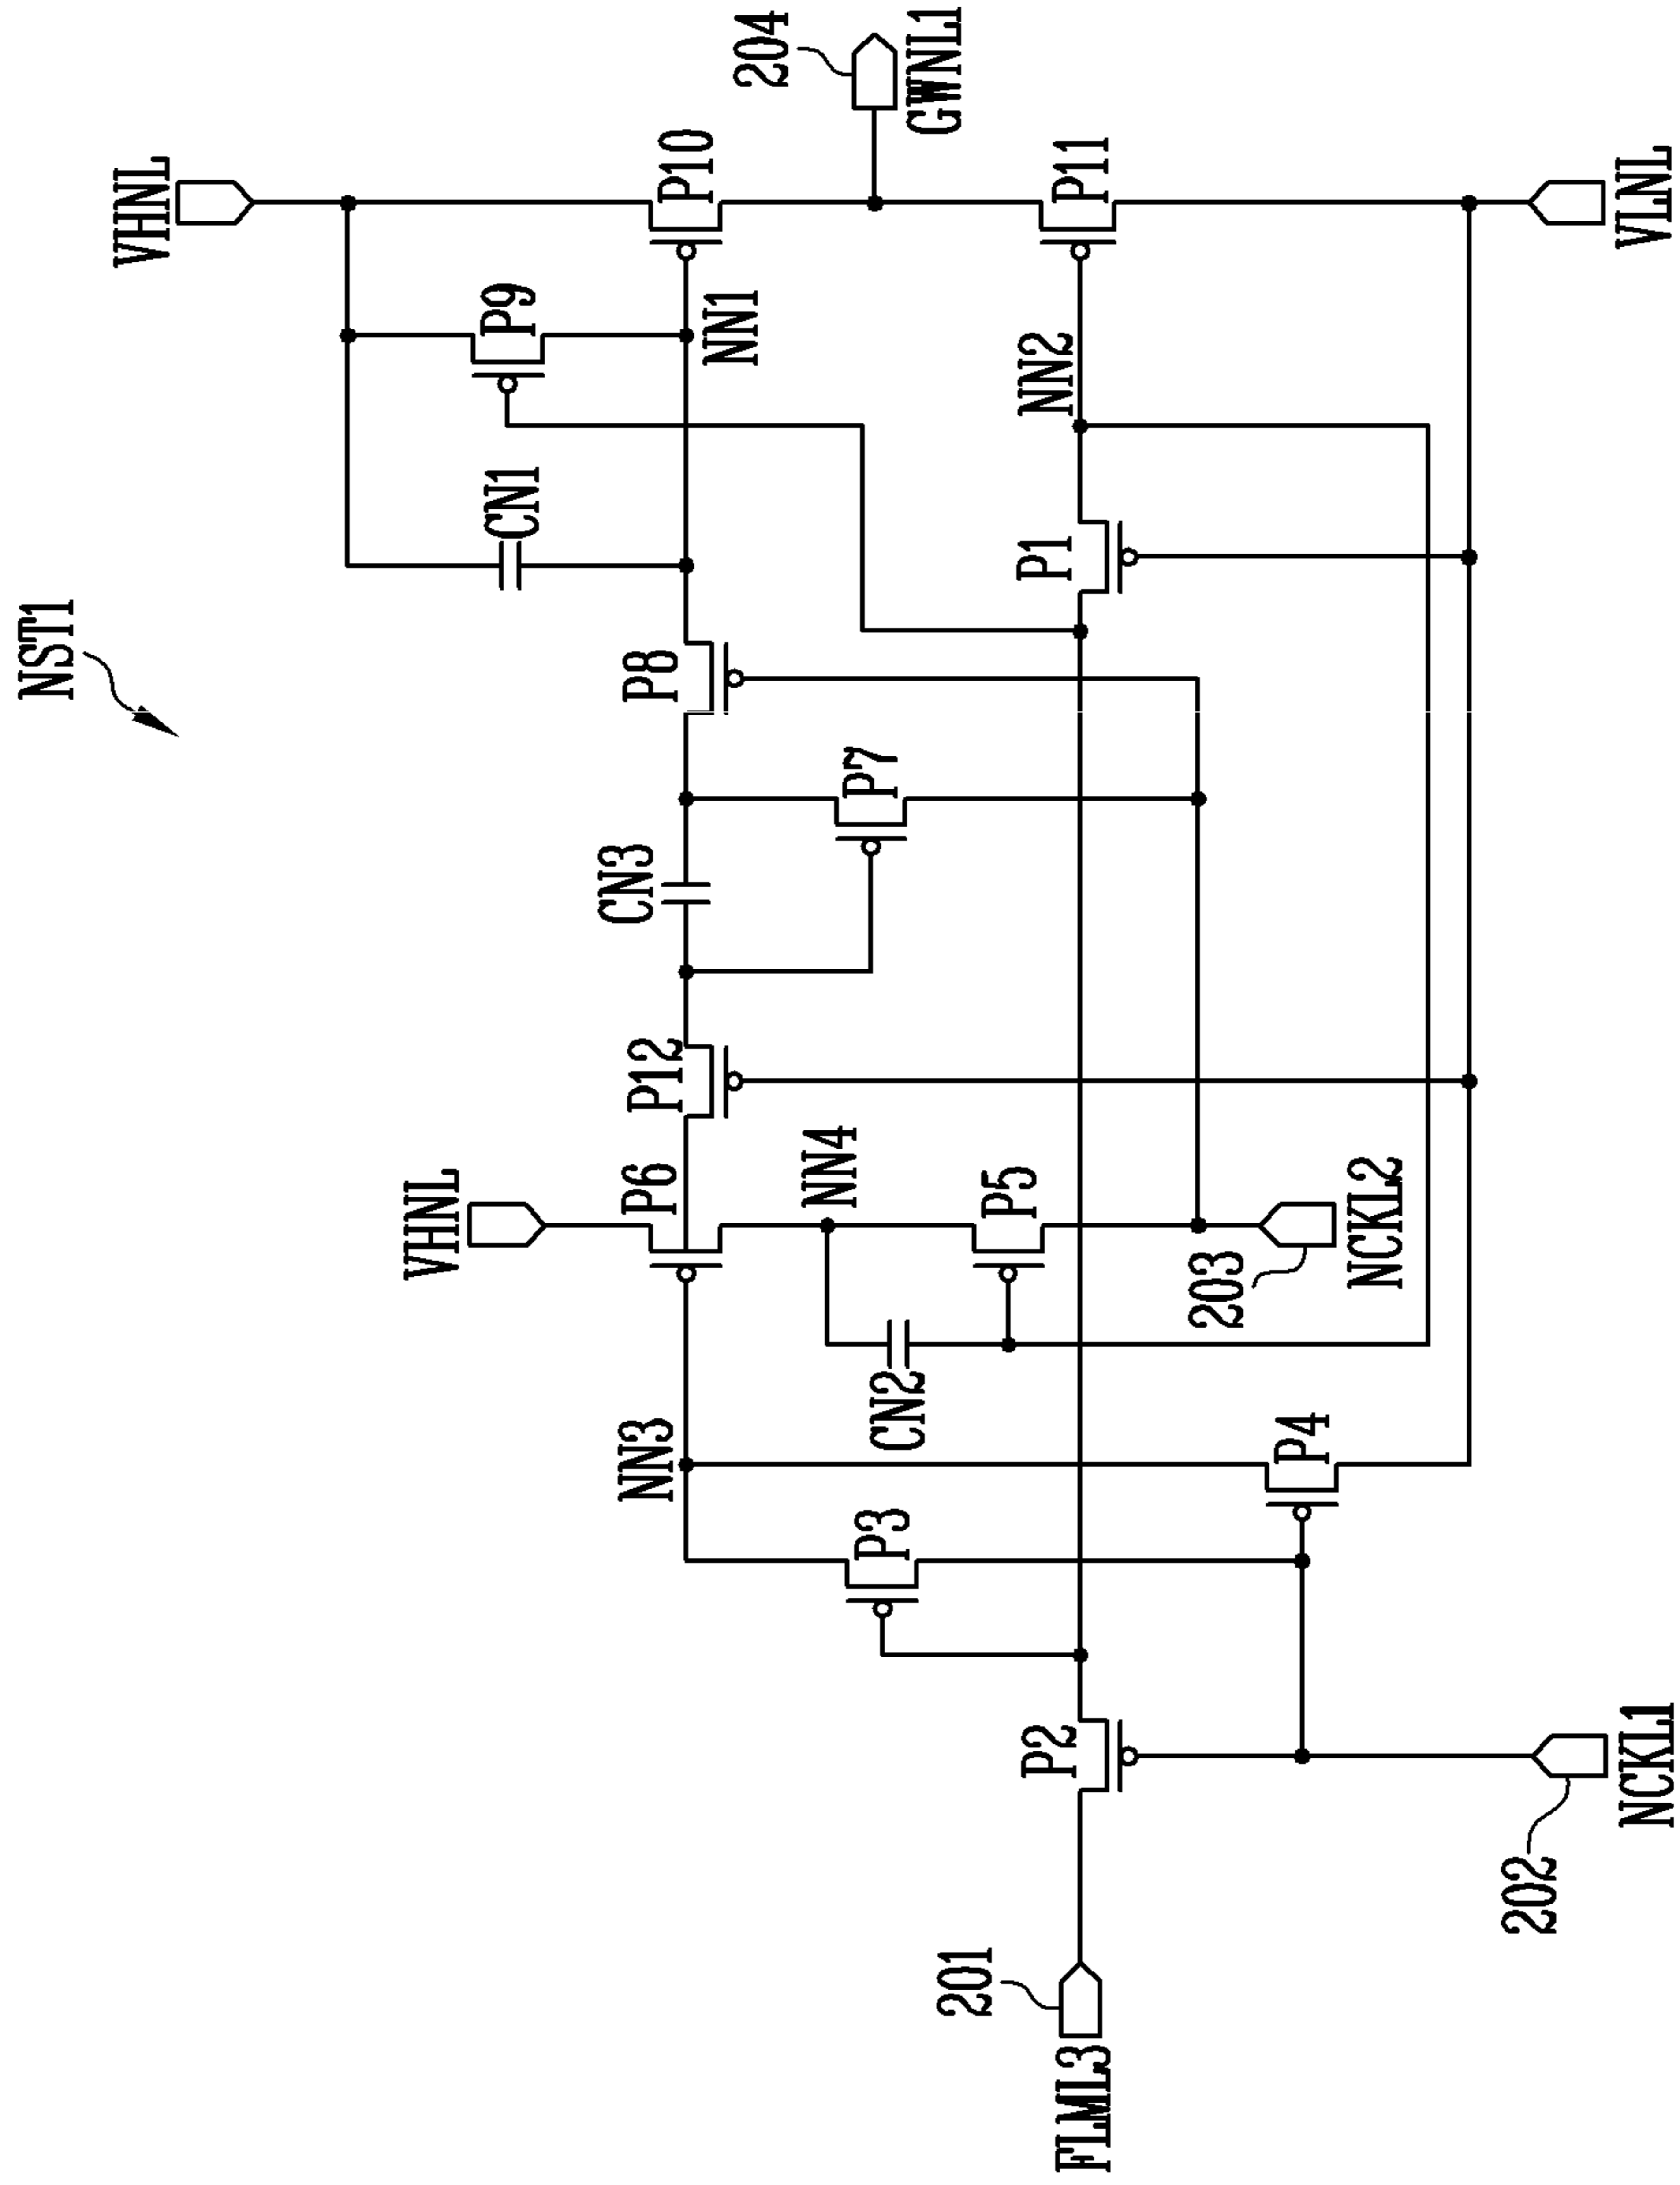 NST1
VHNL
204
GWNL1
P10
P9
NN1
CN1
NN2
P11
VLNL
P1
P8
P7
CN3
P12
VHNL
P6
NN4
P5
203
NCKL2
CN2
NN3
P4
P3
P2
202
NCKL1
201
FLML3